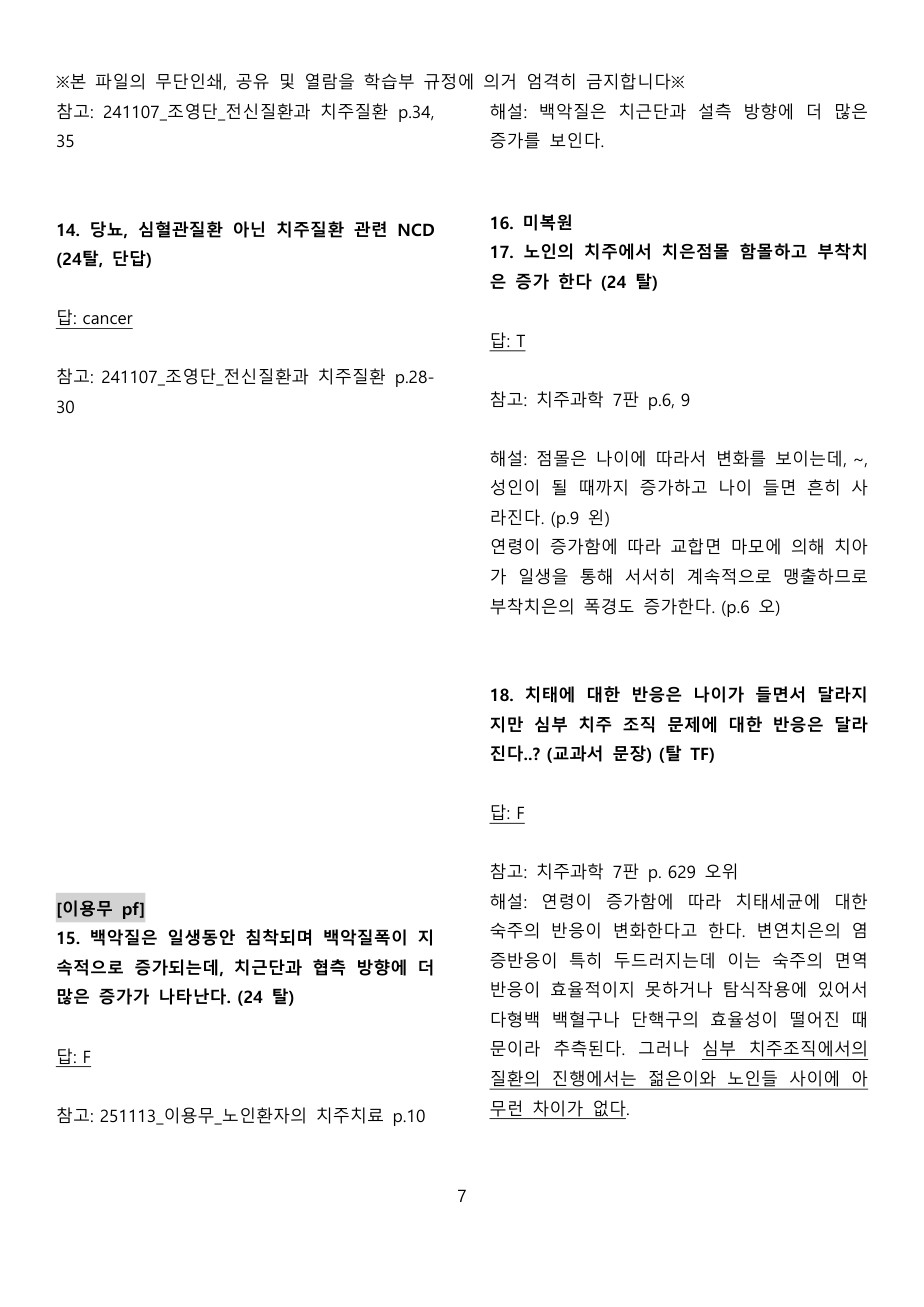 ※본 파일의 무단인쇄, 공유 및 열람을 학습부 규정에 의거 엄격히 금지합니다※
참고: 241107_조영단_전신질환과 치주질환 p.34,
35
14. 당뇨, 심혈관질환 아닌 치주질환 관련 NCD
(24탈, 단답)
답: cancer
참고: 241107_조영단_전신질환과 치주질환 p.28-
30
[이용무 pf]
15. 백악질은 일생동안 침착되며 백악질폭이 지
속적으로 증가되는데, 치근단과 협측 방향에 더
많은 증가가 나타난다. (24 탈)
답: F
참고: 251113_이용무_노인환자의 치주치료 p.10
해설: 백악질은 치근단과 설측 방향에 더 많은
증가를 보인다.
16. 미복원
17. 노인의 치주에서 치은점몰 함몰하고 부착치
은 증가 한다 (24 탈)
답: T
참고: 치주과학 7판 p.6, 9
해설: 점몰은 나이에 따라서 변화를 보이는데, ~,
성인이 될 때까지 증가하고 나이 들면 흔히 사
라진다. (p.9 왼)
연령이 증가함에 따라 교합면 마모에 의해 치아
가 일생을 통해 서서히 계속적으로 맹출하므로
부착치은의 폭경도 증가한다. (p.6 오)
18. 치태에 대한 반응은 나이가 들면서 달라지
지만 심부 치주 조직 문제에 대한 반응은 달라
진다..? (교과서 문장) (탈 TF)
답: F
참고: 치주과학 7판 p. 629 오위
해설: 연령이 증가함에 따라 치태세균에 대한
숙주의 반응이 변화한다고 한다. 변연치은의 염
증반응이 특히 두드러지는데 이는 숙주의 면역
반응이 효율적이지 못하거나 탐식작용에 있어서
다형백 백혈구나 단핵구의 효율성이 떨어진 때
문이라 추측된다. 그러나 심부 치주조직에서의
질환의 진행에서는 젊은이와 노인들 사이에 아
무런 차이가 없다.
7